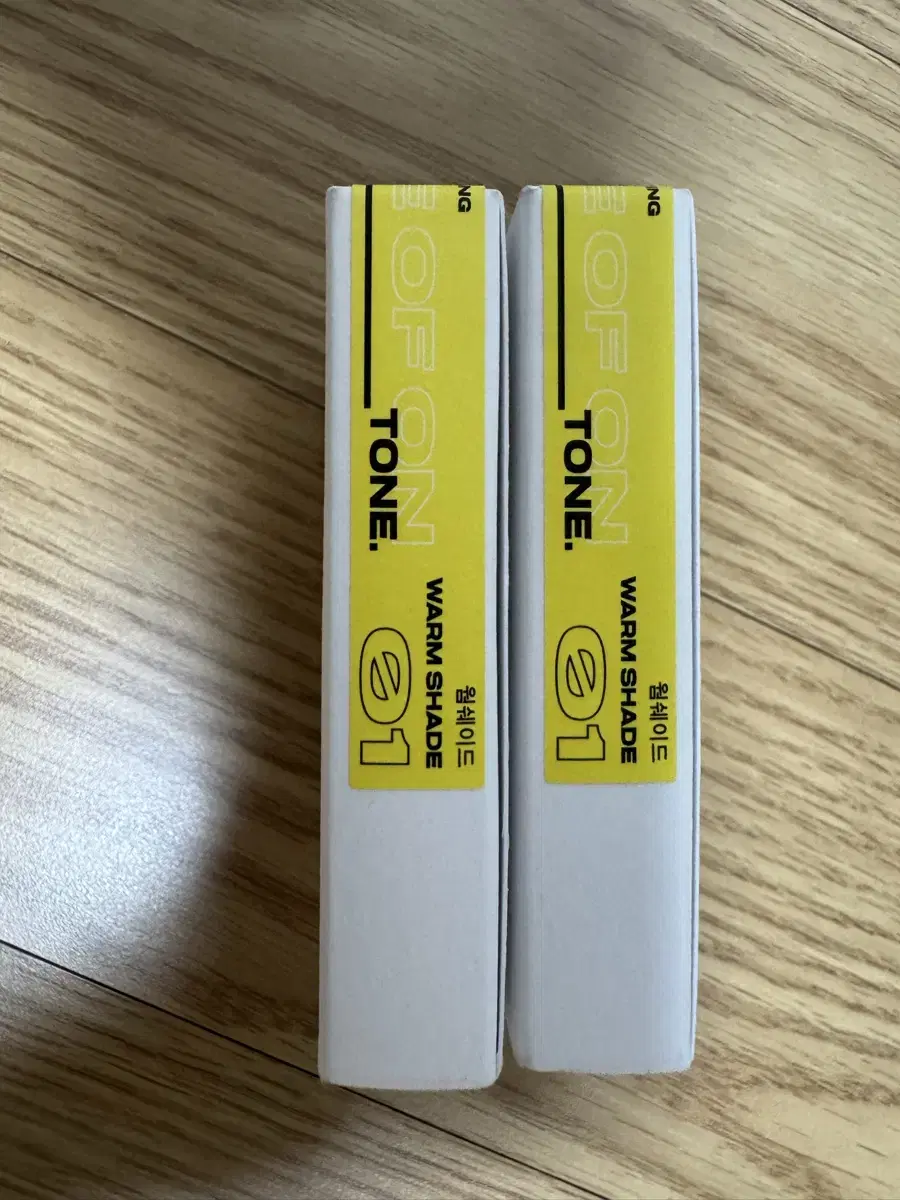 NG
E OF ON
TONE.
01
WARM SHADE
웜쉐이드
NG
E OF ON
TONE.
01
WARM SHADE
웜쉐이드